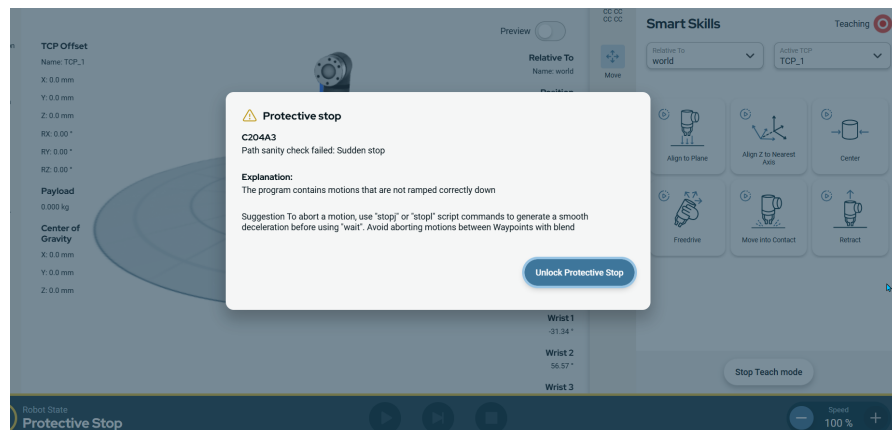 TCP Offset
Name: TCP_1
X: 0.0 mm
Y: 0.0 mm
Z: 0.0 mm
RX: 0.00 °
RY: 0.00 °
RZ: 0.00 °
Payload
0.000 kg
Center of
Gravity
X: 0.0 mm
Y: 0.0 mm
Z: 0.0 mm
Preview
Relative To
Name: world
Position
Protective stop
C204A3
Path sanity check failed: Sudden stop
Explanation:
The program contains motions that are not ramped correctly down
Suggestion To abort a motion, use "stopj" or "stopl" script commands to generate a smooth
deceleration before using "wait". Avoid aborting motions between Waypoints with blend
Unlock Protective Stop
Wrist 1
-31.34 °
Wrist 2
56.57 °
Wrist 3
CC CC
CC CC
Move
Smart Skills
Teaching
Relative To
world
Active TCP
TCP_1
Align to Plane
Align Z to Nearest
Axis
Center
Freedrive
Move Into Contact
Retract
Stop Teach mode
Robot State
Protective Stop
Speed
100 %